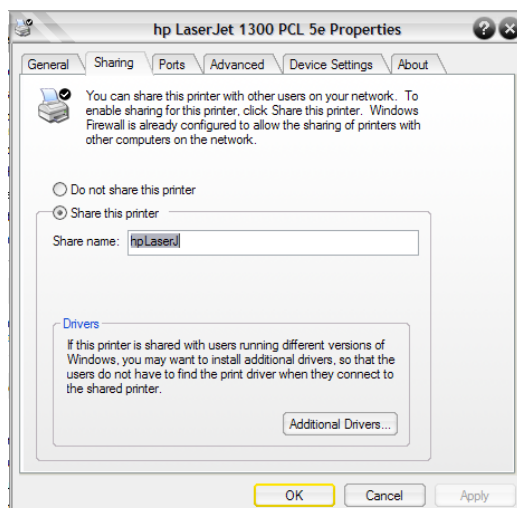 hp LaserJet 1300 PCL 5e Properties
General Sharing Ports Advanced Device Settings About
You can share this printer with other users on your network. To
enable sharing for this printer, click Share this printer. Windows
Firewall is already configured to allow the sharing of printers with
other computers on the network.
Do not share this printer
Share this printer
Share name: hpLaserJ
Drivers
If this printer is shared with users running different versions of
Windows, you may want to install additional drivers, so that the
users do not have to find the print driver when they connect to
the shared printer.
Additional Drivers...
OK Cancel Apply